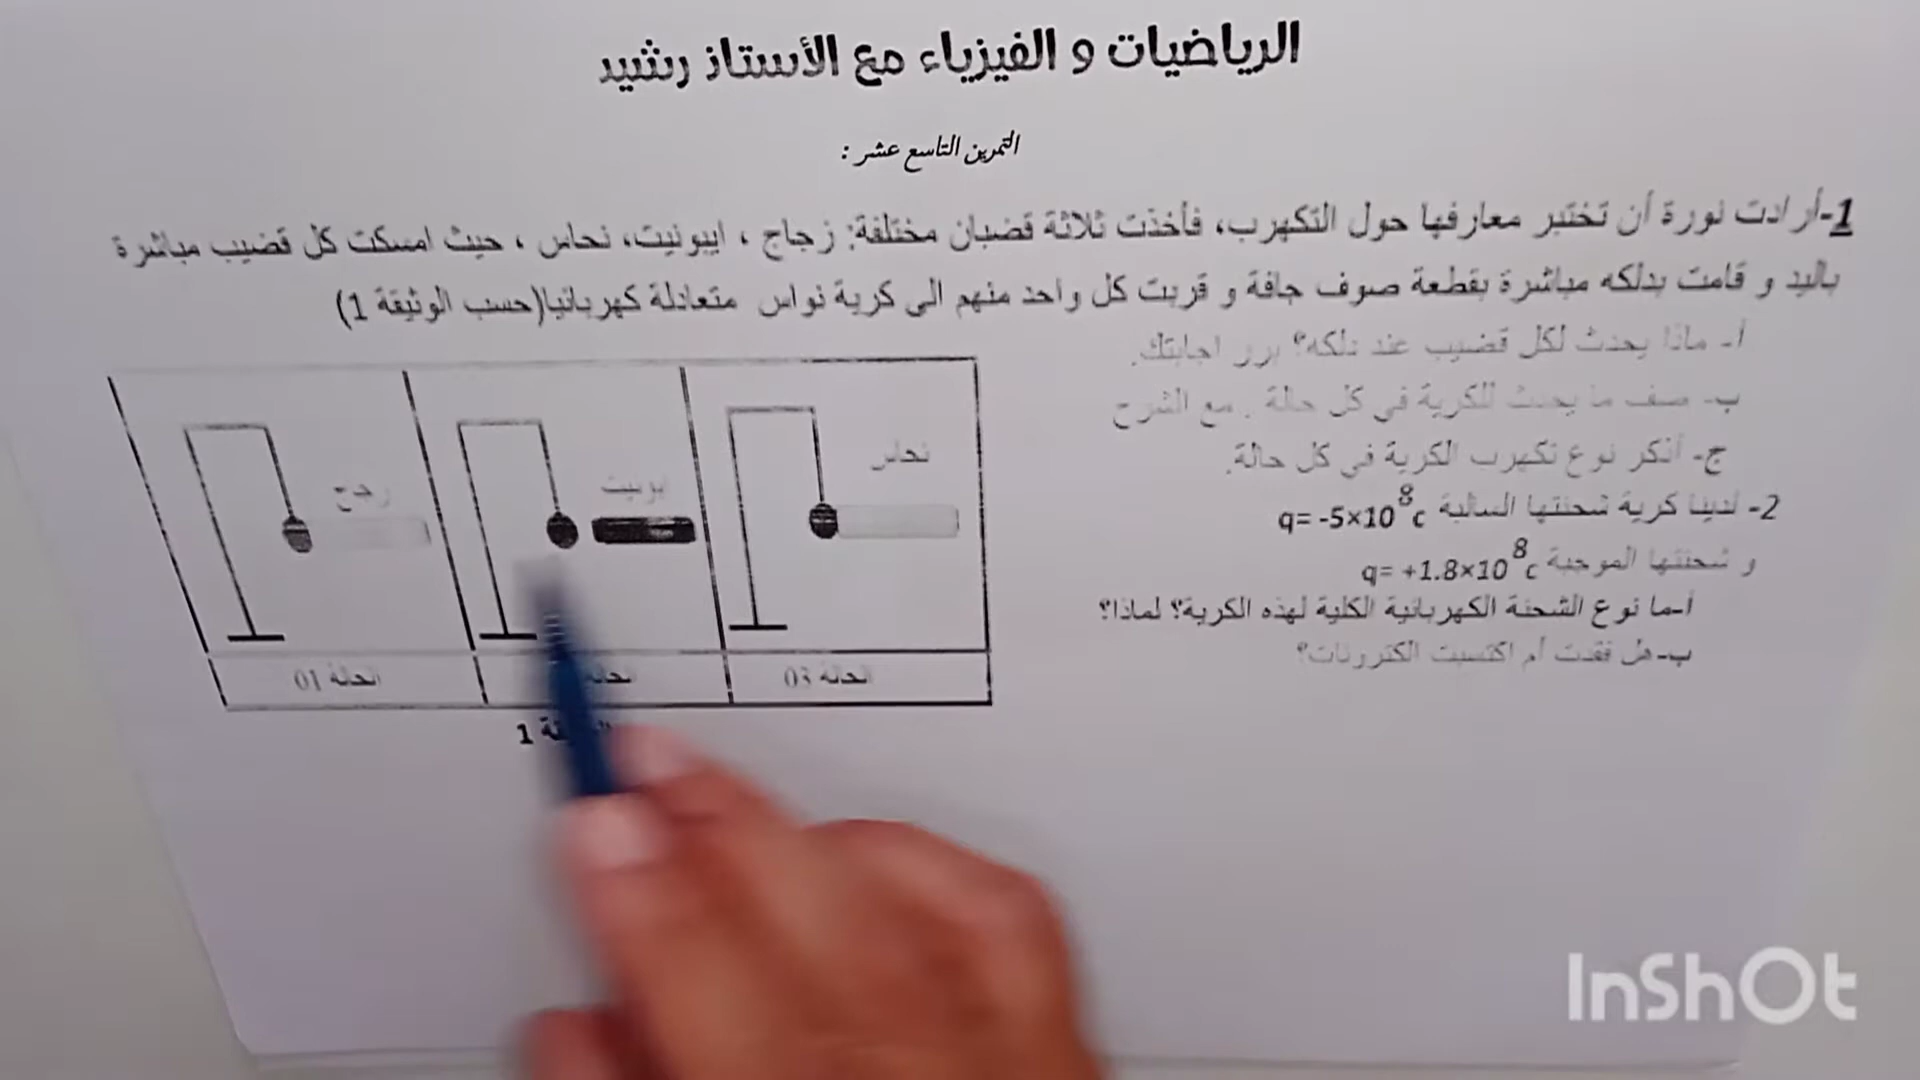 الرياضيات و الفيزياء مع الأستاذ رشيد
التمرين التاسع عشر :
1-أرادت نورة أن تختبر معارفها حول التكهرب، فأخذت ثلاثة قضبان مختلفة: زجاج ، ايبونيت، نحاس ، حيث امسكت كل قضيب مباشرة
باليد و قامت بدلكه مباشرة بقطعة صوف جافة و قربت كل واحد منهم الى كرية نواس متعادلة كهربائيا(حسب الوثيقة 1)
أ- ماذا يحدث لكل قضيب عند دلكه؟ برر اجابتك.
ب- صف ما يحدث للكرية في كل حالة . مع الشرح
ج- أذكر نوع تكهرب الكرية في كل حالة.
2- لدينا كرية شحنتها السالبة q= -5×10⁸c
و شحنتها الموجبة q= +1.8×10⁸c
أ-ما نوع الشحنة الكهربائية الكلية لهذه الكرية؟ لماذا؟
ب-هل فقدت أم اكتسبت الكترونات؟
نحاس
الحالة 03
الحالة 01
1
InShOt